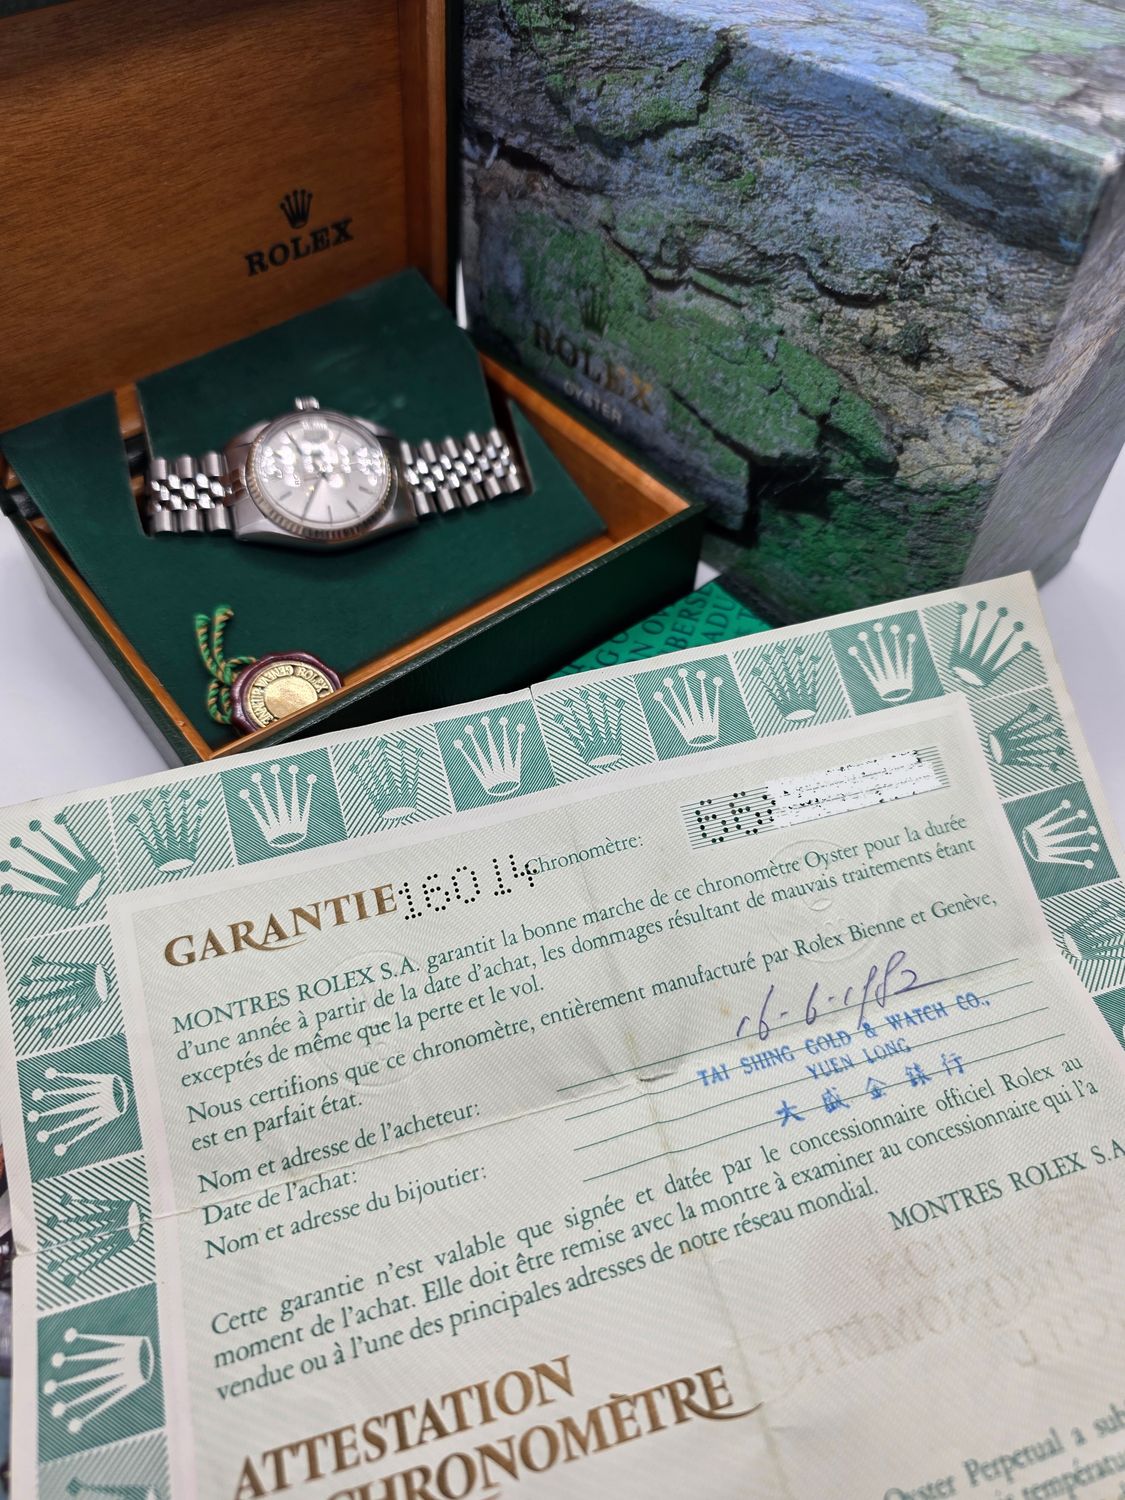 ROLEX
ROLEX
OYSTER
GARANTIE 16014 Chronomètre:
MONTRES ROLEX S.A. garantit la bonne marche de ce chronomètre Oyster pour la durée
d'une année à partir de la date d'achat, les dommages résultant de mauvais traitements étant
exceptés de même que la perte et le vol.
Nous certifions que ce chronomètre, entièrement manufacturé par Rolex Bienne et Genève,
est en parfait état.
16-6-1982
Nom et adresse de l'acheteur:
TAI SHING GOLD & WATCH CO.,
Date de l'achat:
YUEN LONG
Nom et adresse du bijoutier:
大 盛 金 錶 行
Cette garantie n'est valable que signée et datée par le concessionnaire officiel Rolex au
moment de l'achat. Elle doit être remise avec la montre à examiner au concessionnaire qui l'a
vendue ou à l'une des principales adresses de notre réseau mondial.
MONTRES ROLEX S.A
ATTESTATION
CHRONOMÈTRE
Oyster Perpetual a sub
températu